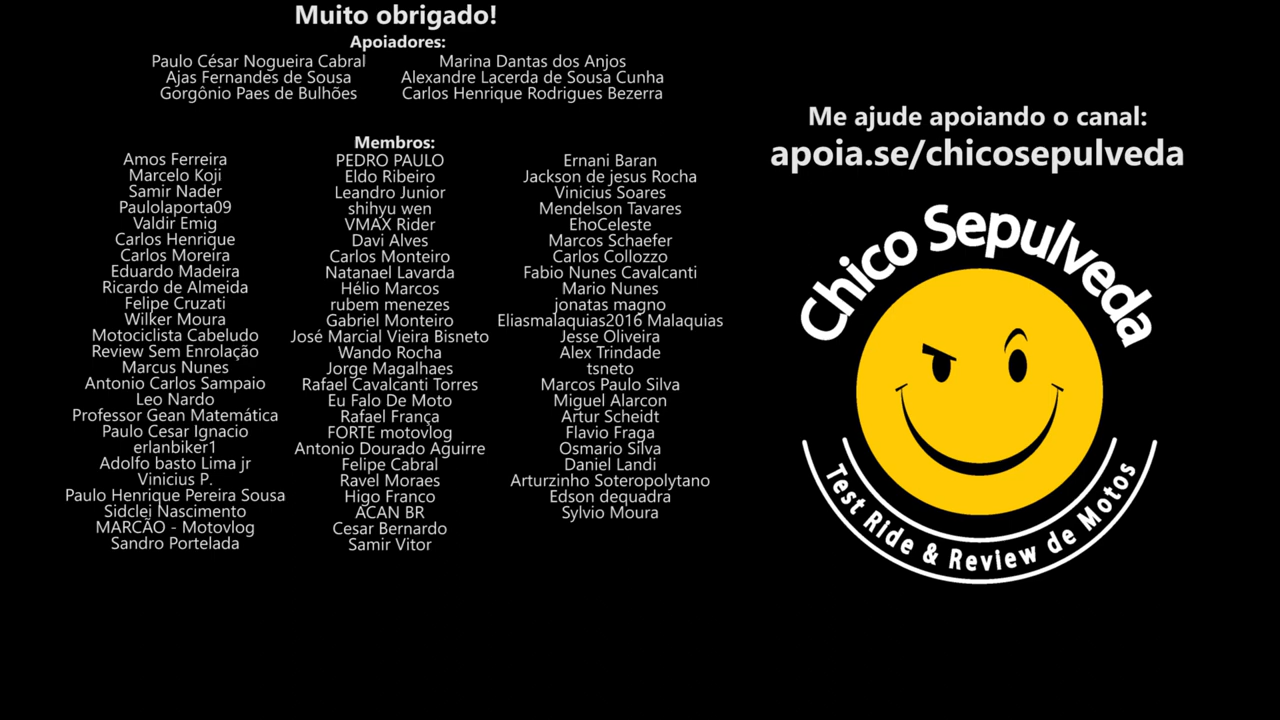 Muito obrigado!
Apoiadores:
Paulo César Nogueira Cabral
Ajas Fernandes de Sousa
Gorgônio Paes de Bulhões
Marina Dantas dos Anjos
Alexandre Lacerda de Sousa Cunha
Carlos Henrique Rodrigues Bezerra
Membros:
Amos Ferreira
Marcelo Koji
Samir Nader
Paulolaporta09
Valdir Emig
Carlos Henrique
Carlos Moreira
Eduardo Madeira
Ricardo de Almeida
Felipe Cruzati
Wilker Moura
Motociclista Cabeludo
Review Sem Enrolação
Marcus Nunes
Antonio Carlos Sampaio
Leo Nardo
Professor Gean Matemática
Paulo Cesar Ignacio
erlanbiker1
Adolfo basto Lima jr
Vinicius P.
Paulo Henrique Pereira Sousa
Sidclei Nascimento
MARCÃO - Motovlog
Sandro Portelada
PEDRO PAULO
Eldo Ribeiro
Leandro Junior
shihyu wen
VMAX Rider
Davi Alves
Carlos Monteiro
Natanael Lavarda
Hélio Marcos
rubem menezes
Gabriel Monteiro
José Marcial Vieira Bisneto
Wando Rocha
Jorge Magalhaes
Rafael Cavalcanti Torres
Eu Falo De Moto
Rafael França
FORTE motovlog
Antonio Dourado Aguirre
Felipe Cabral
Ravel Moraes
Higo Franco
ACAN BR
Cesar Bernardo
Samir Vitor
Ernani Baran
Jackson de jesus Rocha
Vinicius Soares
Mendelson Tavares
EhoCeleste
Marcos Schaefer
Carlos Collozzo
Fabio Nunes Cavalcanti
Mario Nunes
jonatas magno
Eliasmalaquias2016 Malaquias
Jesse Oliveira
Alex Trindade
tsneto
Marcos Paulo Silva
Miguel Alarcon
Artur Scheidt
Flavio Fraga
Osmario Silva
Daniel Landi
Arturzinho Soteropolytano
Edson dequadra
Sylvio Moura
Me ajude apoiando o canal:
apoia.se/chicosepulveda
Chico Sepulveda
Test Ride & Review de Motos